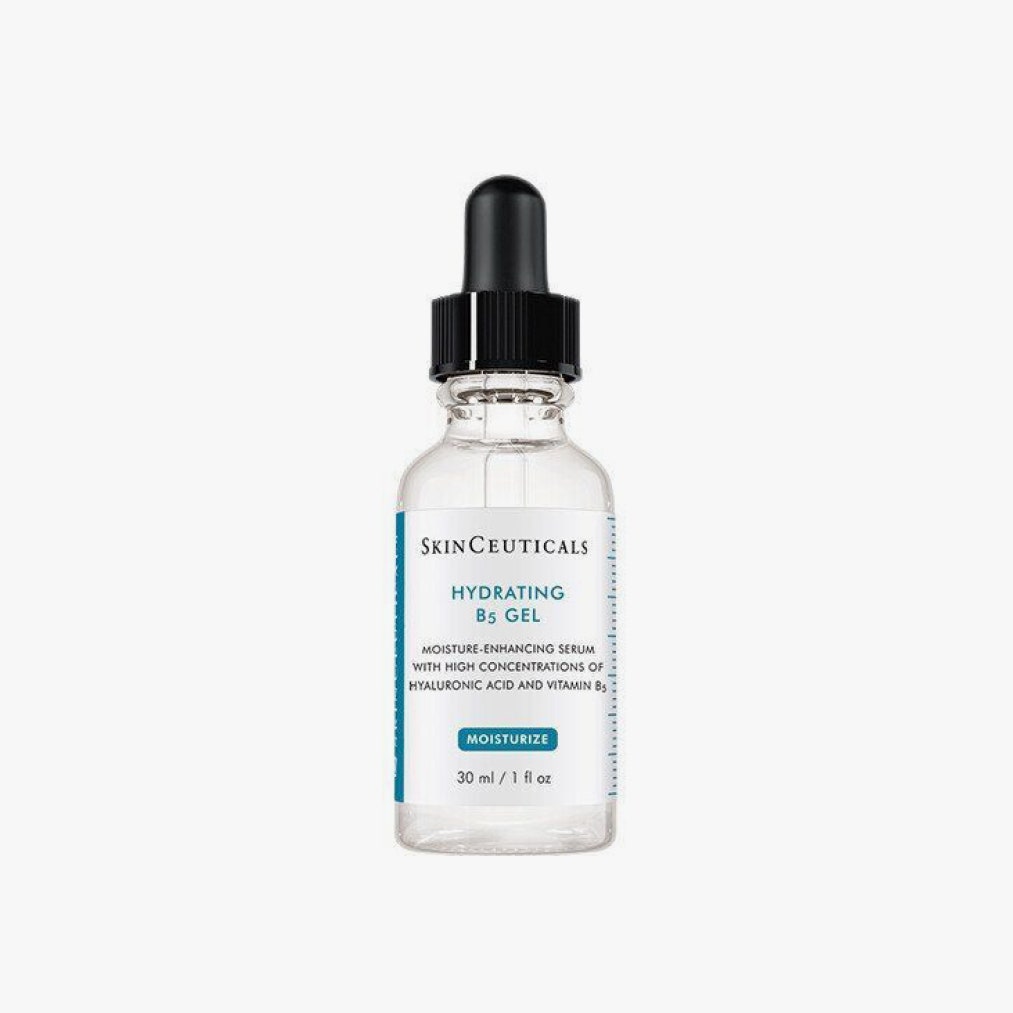 SKINCEUTICALS
HYDRATING
B5 GEL
MOISTURE-ENHANCING SERUM
WITH HIGH CONCENTRATIONS OF
HYALURONIC ACID AND VITAMIN B5
MOISTURIZE
30 ml / 1 fl oz